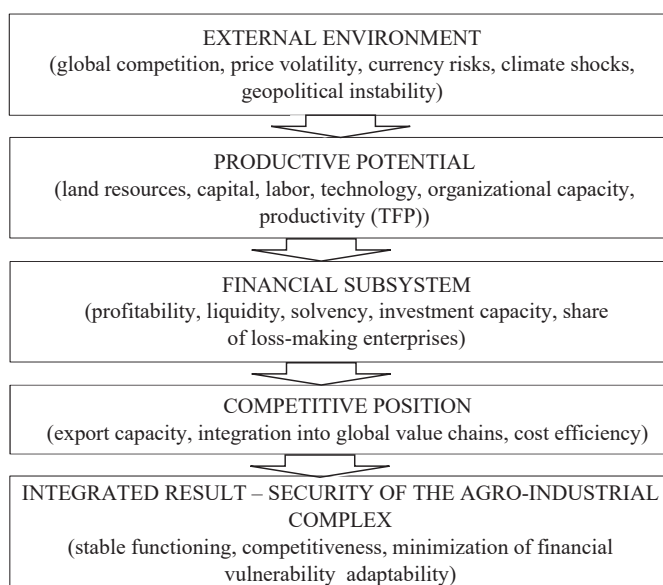 EXTERNAL ENVIRONMENT
(global competition, price volatility, currency risks, climate shocks,
geopolitical instability)
PRODUCTIVE POTENTIAL
(land resources, capital, labor, technology, organizational capacity,
productivity (TFP))
FINANCIAL SUBSYSTEM
(profitability, liquidity, solvency, investment capacity, share
of loss-making enterprises)
COMPETITIVE POSITION
(export capacity, integration into global value chains, cost efficiency)
INTEGRATED RESULT – SECURITY OF THE AGRO-INDUSTRIAL
COMPLEX
(stable functioning, competitiveness, minimization of financial
vulnerability adaptability)